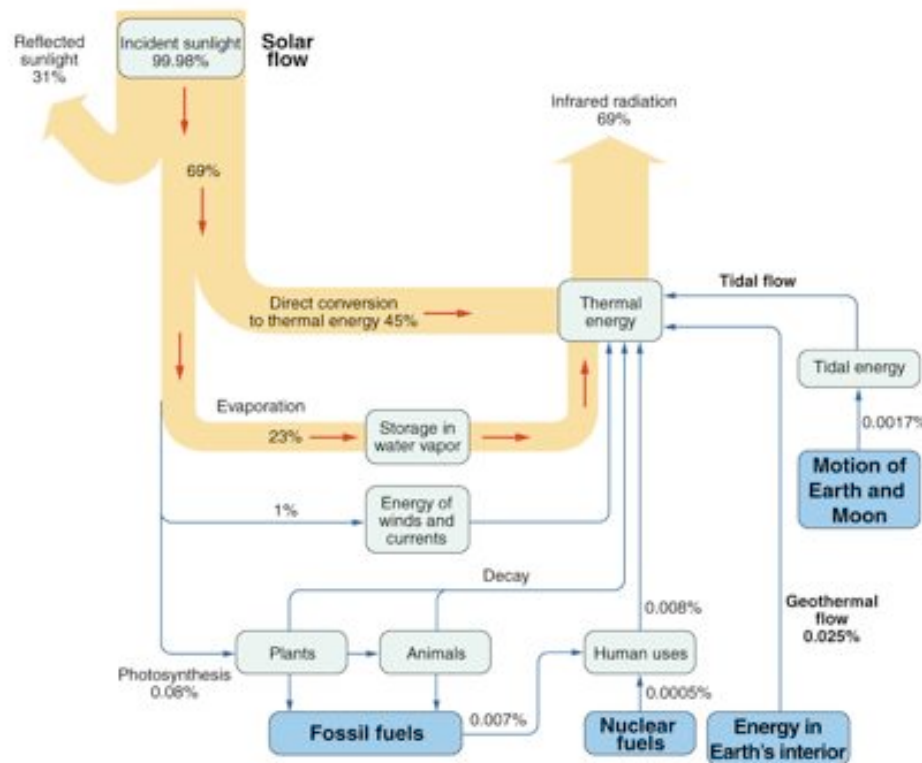 Reflected
sunlight
31%
Incident sunlight
99.98%
Solar
flow
Infrared radiation
69%
69%
Direct conversion
to thermal energy 45%
Thermal
energy
Tidal flow
Tidal energy
0.0017%
Motion of
Earth and
Moon
Evaporation
23%
Storage in
water vapor
1%
Energy of
winds and
currents
Decay
0.008%
Geothermal
flow
0.025%
Photosynthesis
0.08%
Plants
Animals
Human uses
0.007%
0.0005%
Fossil fuels
Nuclear
fuels
Energy in
Earth's interior